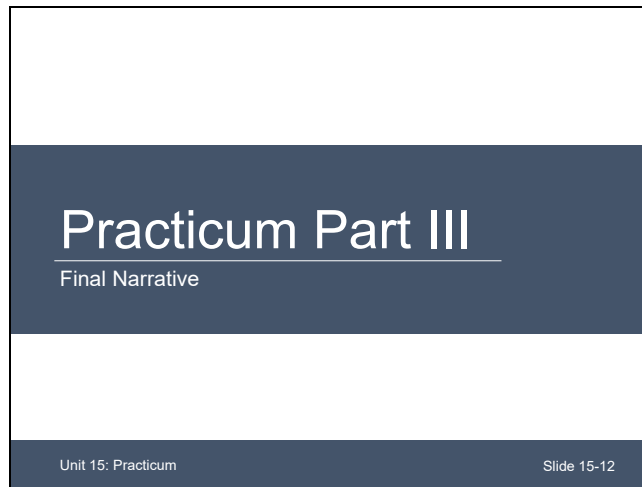 Practicum Part III
Final Narrative
Unit 15: Practicum
Slide 15-12